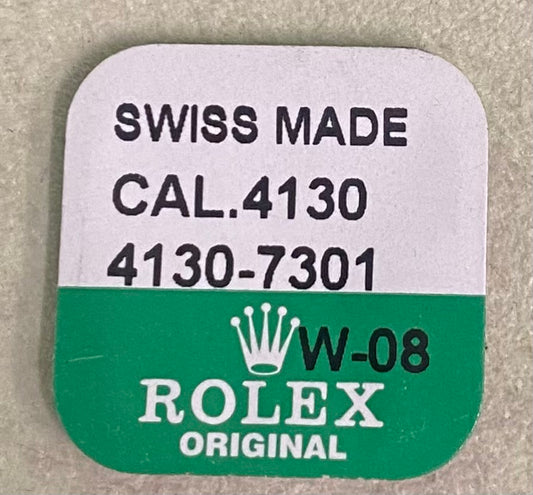 SWISS MADE
CAL.4130
4130-7301
W-08
ROLEX
ORIGINAL